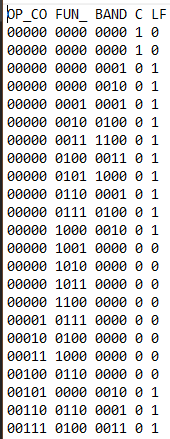 OP_CO FUN_ BAND C LF
00000 0000 0000 1 0
00000 0000 0000 1 0
00000 0000 0001 0 1
00000 0000 0010 0 1
00000 0001 0001 0 1
00000 0010 0100 0 1
00000 0011 1100 0 1
00000 0100 0011 0 1
00000 0101 1000 0 1
00000 0110 0001 0 1
00000 0111 0100 0 1
00000 1000 0010 0 1
00000 1001 0000 0 0
00000 1010 0000 0 0
00000 1011 0000 0 0
00000 1100 0000 0 0
00001 0111 0000 0 0
00010 0100 0000 0 0
00011 1000 0000 0 0
00100 0110 0000 0 0
00101 0000 0010 0 1
00110 0110 0001 0 1
00111 0100 0011 0 1